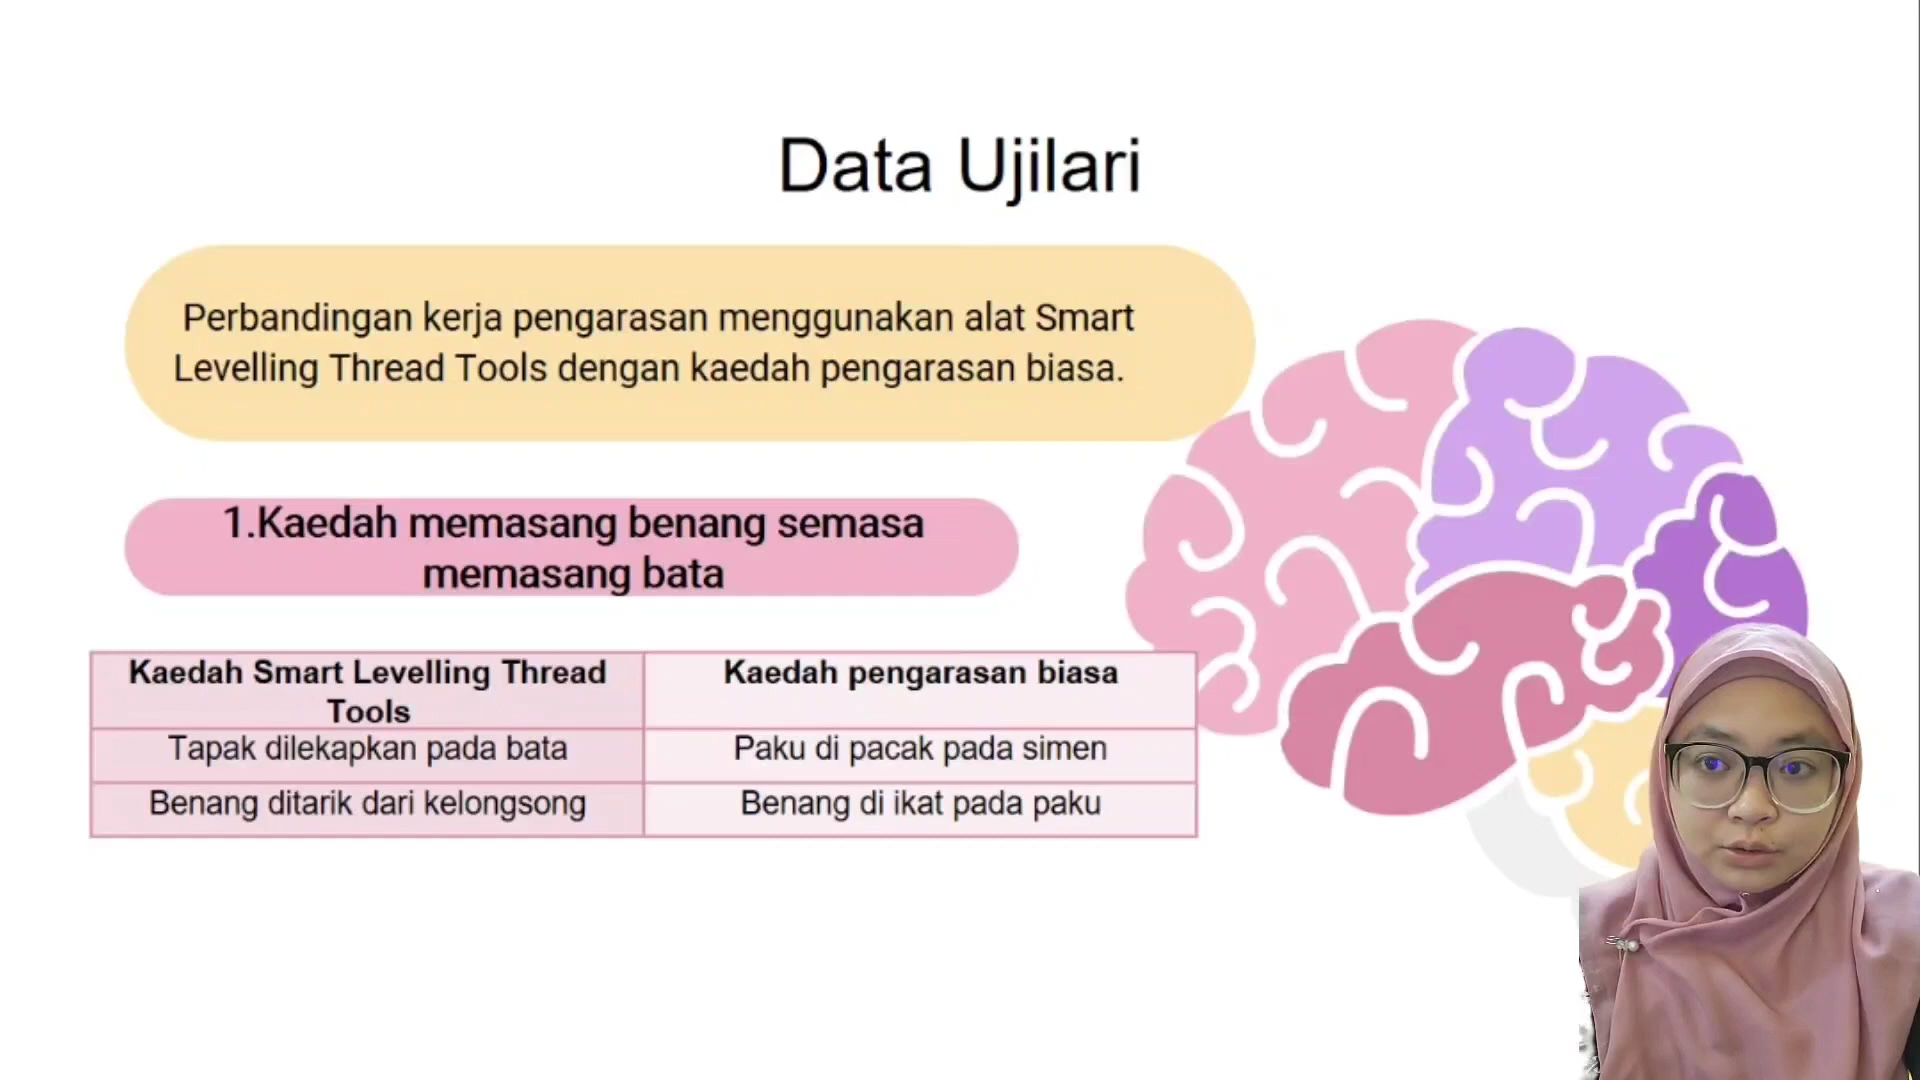 Data Ujilari
Perbandingan kerja pengarasan menggunakan alat Smart
Levelling Thread Tools dengan kaedah pengarasan biasa.
1.Kaedah memasang benang semasa
memasang bata
Kaedah Smart Levelling Thread
Tools
Kaedah pengarasan biasa
Tapak dilekapkan pada bata
Paku di pacak pada simen
Benang ditarik dari kelongsong
Benang di ikat pada paku